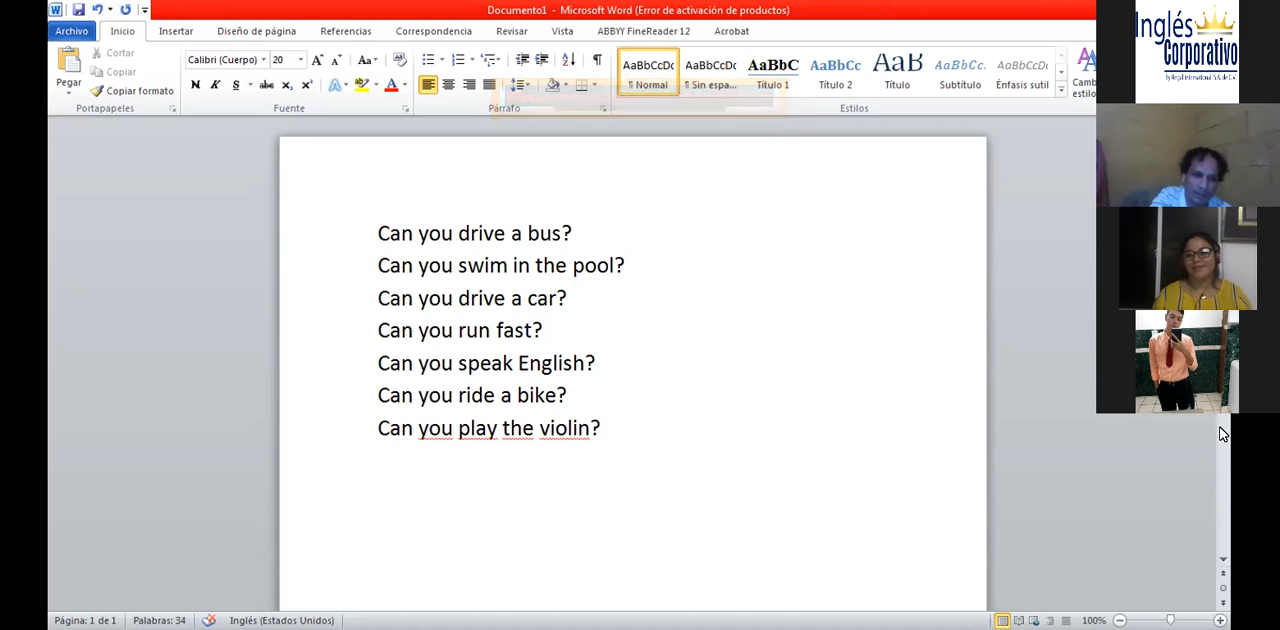 Documento1 - Microsoft Word (Error de activación de productos)
Archivo Inicio Insertar Diseño de página Referencias Correspondencia Revisar Vista ABBYY FineReader 12 Acrobat
Cortar
Copiar
Copiar formato
Pegar
Portapapeles
Calibri (Cuerpo) 20
Fuente
Párrafo
AaBbCcDc AaBbCcDc AaBbC AaBbCc AaB AaBbCc. AaBbCcDc
¶ Normal ¶ Sin espa... Título 1 Título 2 Título Subtítulo Énfasis sutil
Estilos
Inglés
Corporativo
Can you drive a bus?
Can you swim in the pool?
Can you drive a car?
Can you run fast?
Can you speak English?
Can you ride a bike?
Can you play the violin?
Página: 1 de 1 Palabras: 34 Inglés (Estados Unidos) 100%